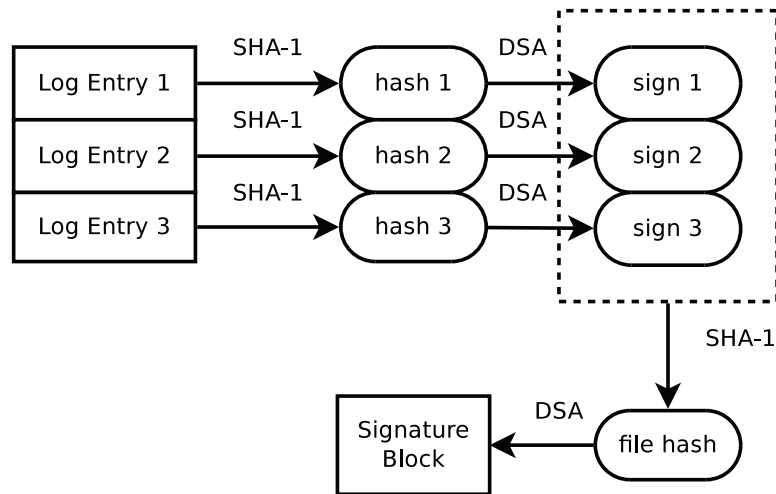 SHA-1
DSA
Log Entry 1
hash 1
sign 1
SHA-1
DSA
Log Entry 2
hash 2
sign 2
SHA-1
DSA
Log Entry 3
hash 3
sign 3
SHA-1
DSA
Signature
Block
file hash